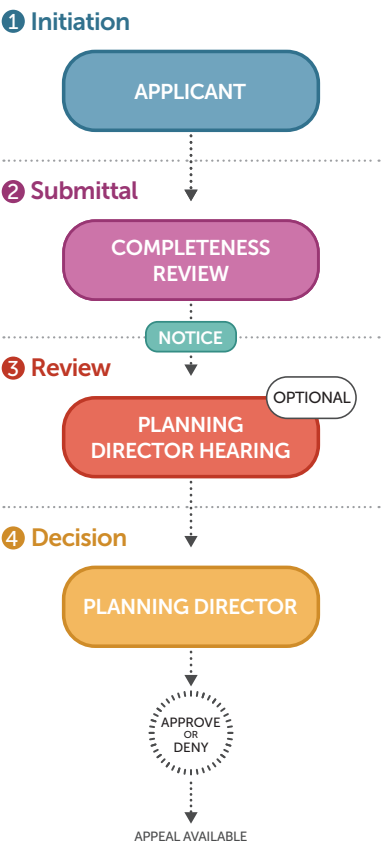 1 Initiation
APPLICANT
2 Submittal
COMPLETENESS
REVIEW
NOTICE
3 Review
OPTIONAL
PLANNING
DIRECTOR HEARING
4 Decision
PLANNING DIRECTOR
APPROVE
OR
DENY
APPEAL AVAILABLE